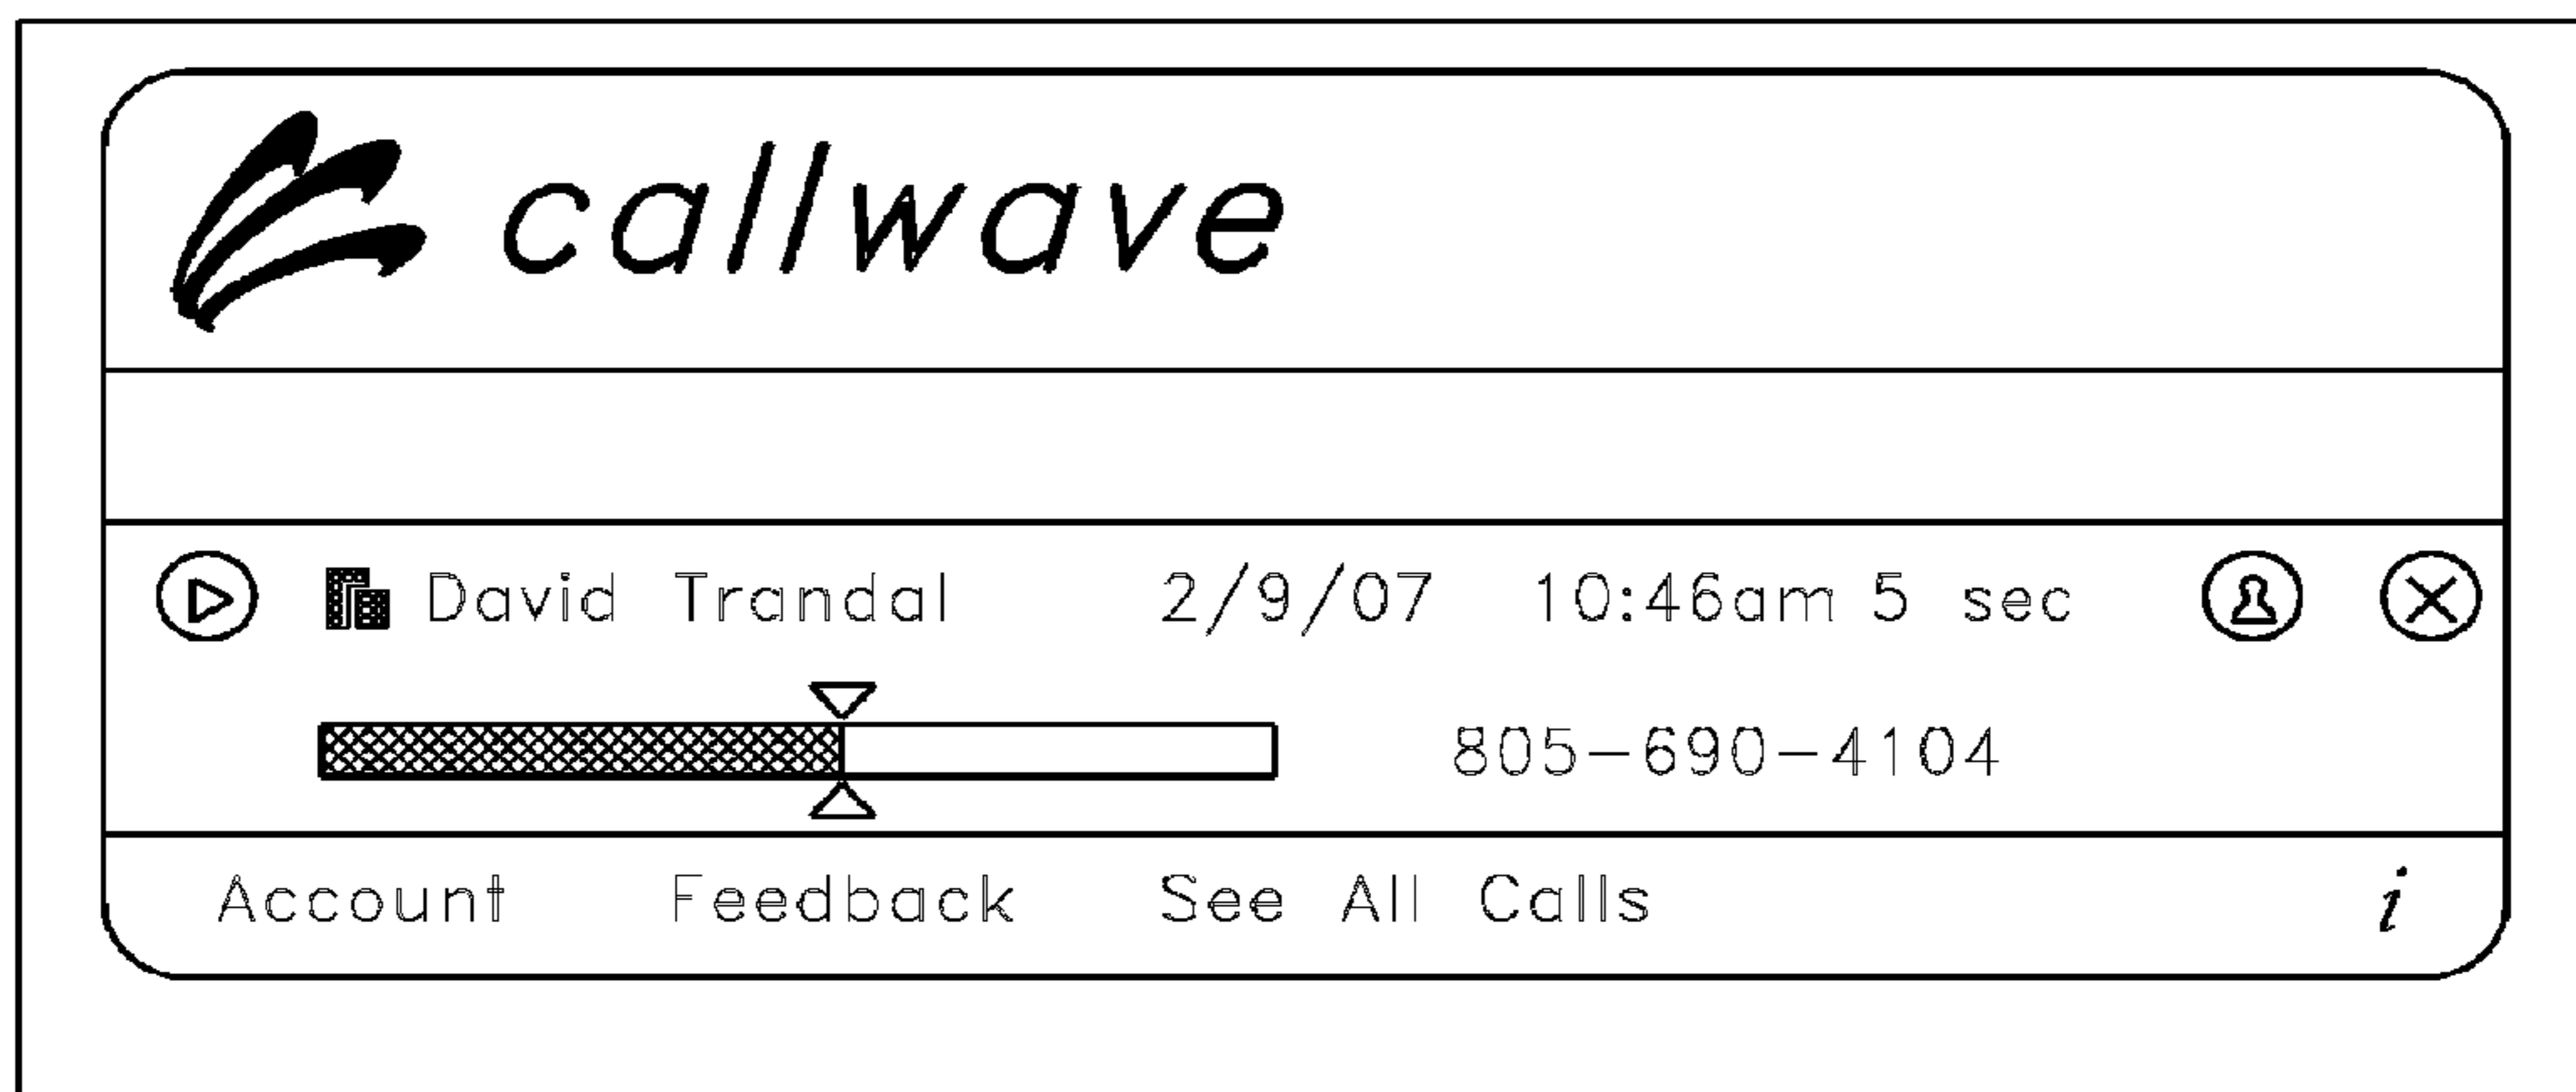 callwave
David Trandal 2/9/07 10:46am 5 sec
805-690-4104
Account Feedback See All Calls i